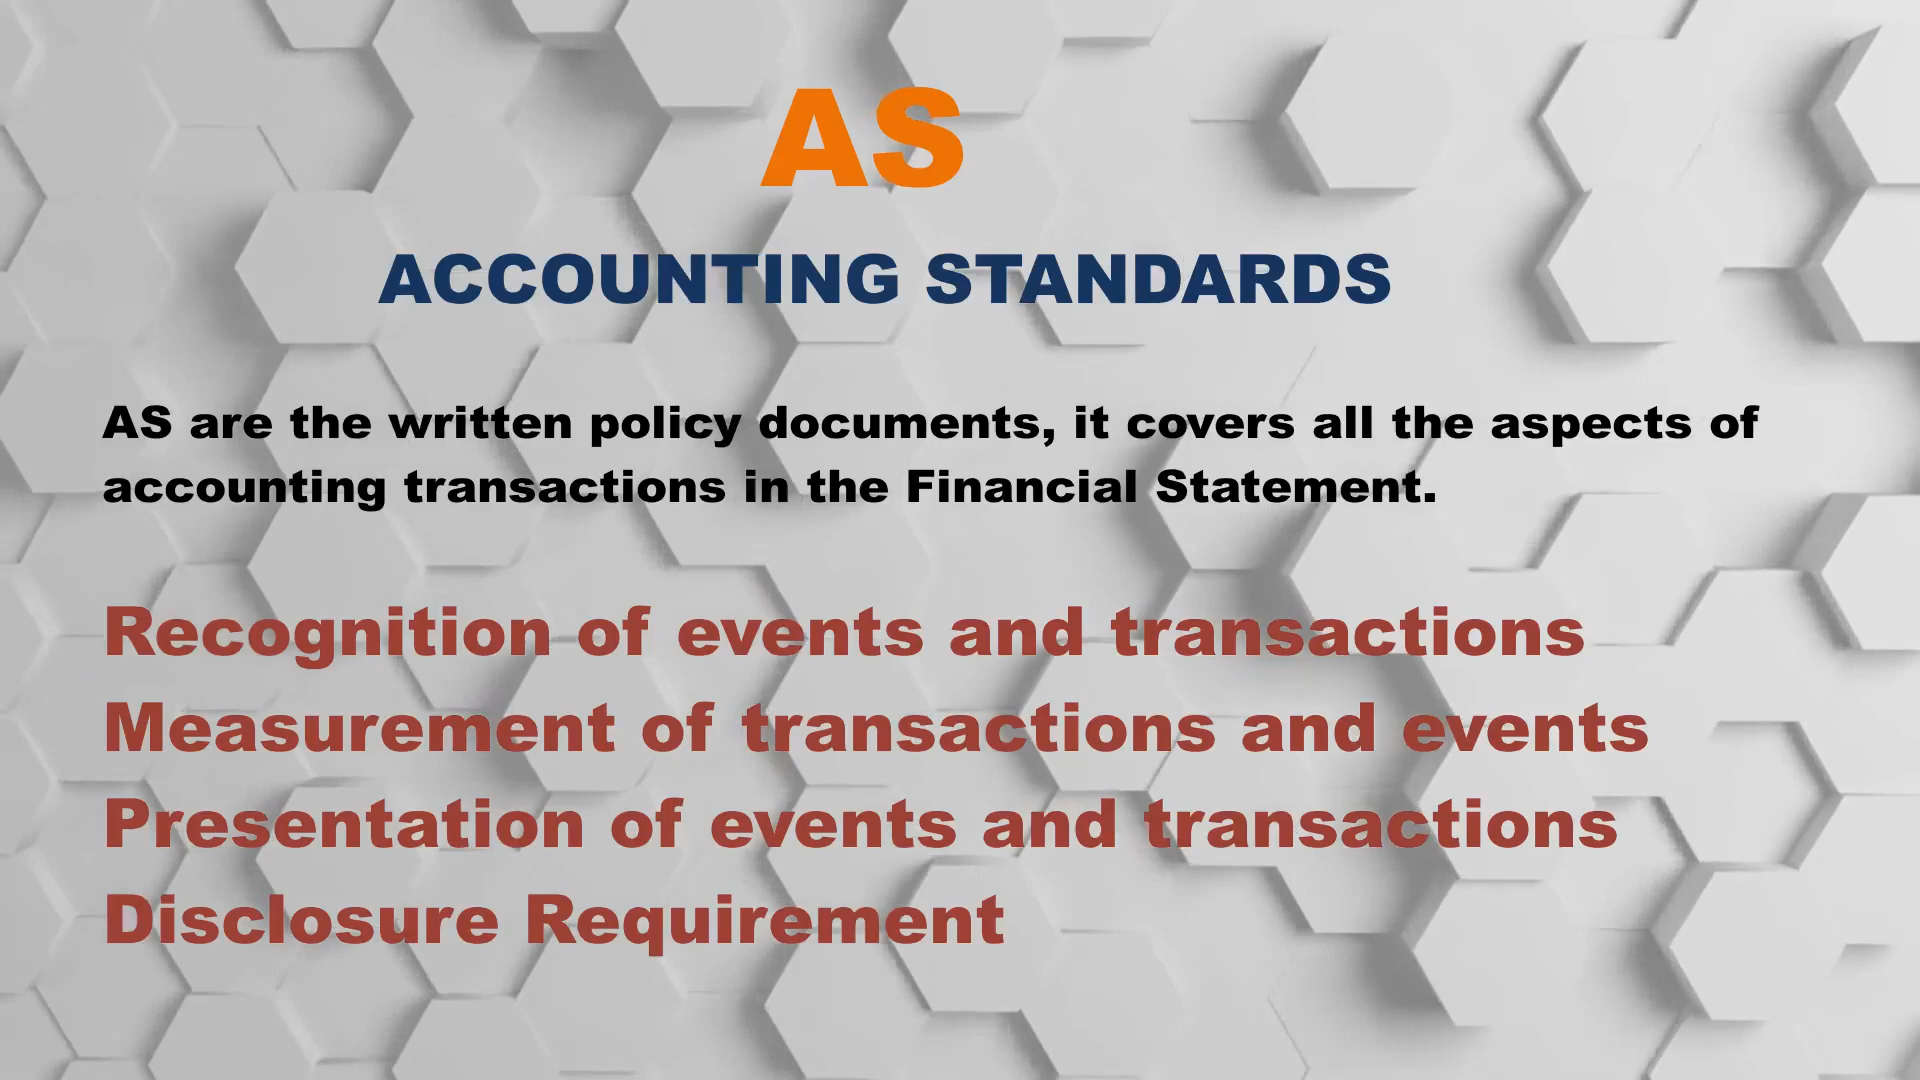 AS
ACCOUNTING STANDARDS
AS are the written policy documents, it covers all the aspects of
accounting transactions in the Financial Statement.
Recognition of events and transactions
Measurement of transactions and events
Presentation of events and transactions
Disclosure Requirement